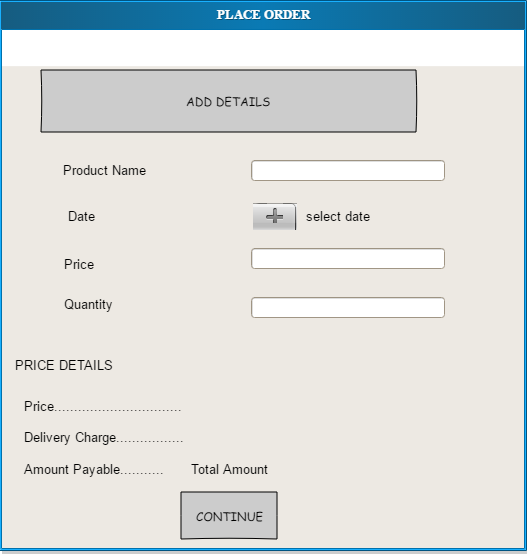 PLACE ORDER
ADD DETAILS
Product Name
Date select date
Price
Quantity
PRICE DETAILS
Price................................
Delivery Charge.................
Amount Payable........... Total Amount
CONTINUE